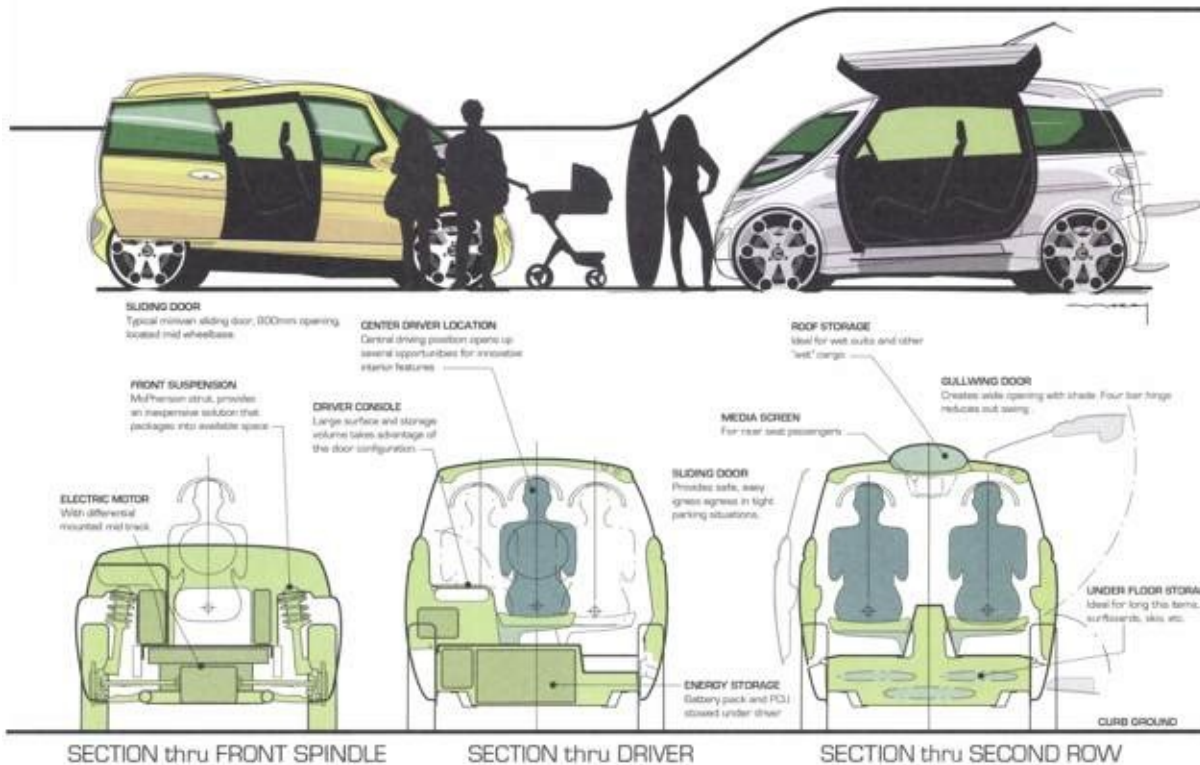 SLIDING DOOR
Typical minivan sliding door, 800mm opening,
located mid wheelbase.
CENTER DRIVER LOCATION
Central driving position opens up
several opportunities for innovative
interior features
ROOF STORAGE
Ideal for wet suits and other
"wet" cargo
FRONT SUSPENSION
McPherson strut, provides
an inexpensive solution that
packages into available space
GULLWING DOOR
Creates wide opening with shade. Four bar hinge
reduces out swing
DRIVER CONSOLE
Large surface and storage
volume takes advantage of
the door configuration
MEDIA SCREEN
For rear seat passengers
SLIDING DOOR
Provides safe, easy
igress agress in tight
parking situations.
ELECTRIC MOTOR
With differential
mounted mid track
UNDER FLOOR STORA
Ideal for long thin items,
surfboards, skis, etc.
ENERGY STORAGE
Battery pack and PCU
stowed under driver
CURB GROUND
SECTION thru FRONT SPINDLE
SECTION thru DRIVER
SECTION thru SECOND ROW